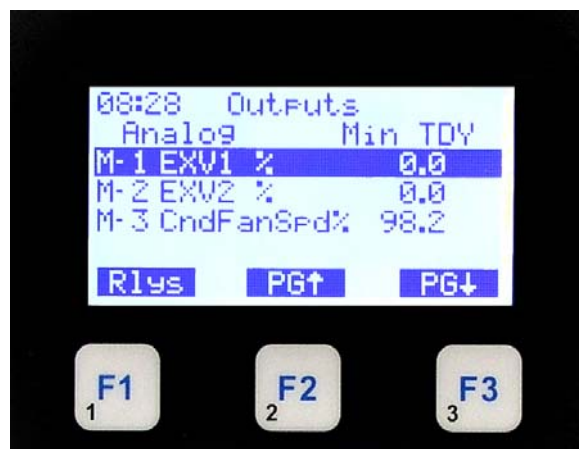 08:28 Outputs
Analog Min TDY
M- 1 EXV1 % 0.0
M- 2 EXV2 % 0.0
M- 3 CndFanSpd% 98.2
Rlys PG↑ PG↓
F1 F2 F3
1 2 3